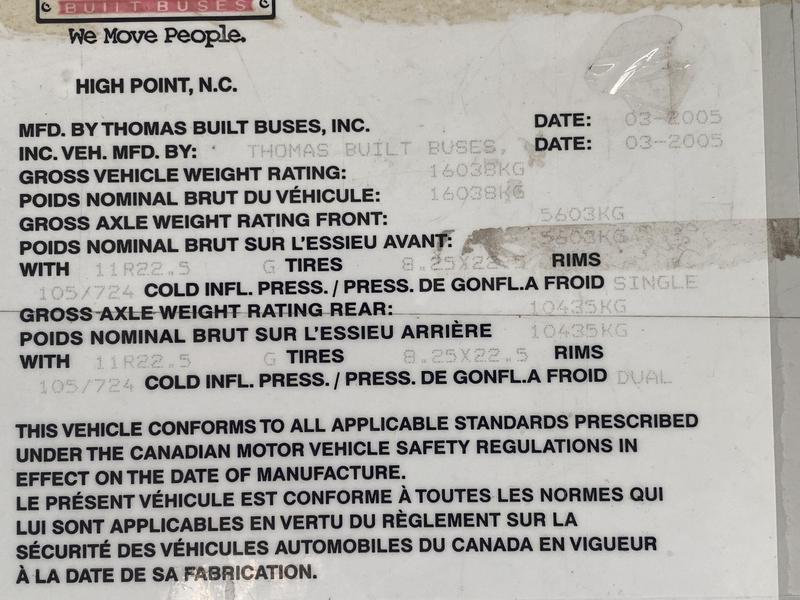 BUILT BUSES
We Move People.
HIGH POINT, N.C.
MFD. BY THOMAS BUILT BUSES, INC. DATE: 03-2005
INC. VEH. MFD. BY: THOMAS BUILT BUSES, DATE: 03-2005
GROSS VEHICLE WEIGHT RATING: 16038KG
POIDS NOMINAL BRUT DU VÉHICULE: 16038KG
GROSS AXLE WEIGHT RATING FRONT: 5603KG
POIDS NOMINAL BRUT SUR L'ESSIEU AVANT: 5603KG
WITH 11R22.5 G TIRES 8.25X22.5 RIMS
105/724 COLD INFL. PRESS. / PRESS. DE GONFL.A FROID SINGLE
GROSS AXLE WEIGHT RATING REAR: 10435KG
POIDS NOMINAL BRUT SUR L'ESSIEU ARRIÈRE 10435KG
WITH 11R22.5 G TIRES 8.25X22.5 RIMS
105/724 COLD INFL. PRESS. / PRESS. DE GONFL.A FROID DUAL
THIS VEHICLE CONFORMS TO ALL APPLICABLE STANDARDS PRESCRIBED
UNDER THE CANADIAN MOTOR VEHICLE SAFETY REGULATIONS IN
EFFECT ON THE DATE OF MANUFACTURE.
LE PRÉSENT VÉHICULE EST CONFORME À TOUTES LES NORMES QUI
LUI SONT APPLICABLES EN VERTU DU RÈGLEMENT SUR LA
SÉCURITÉ DES VÉHICULES AUTOMOBILES DU CANADA EN VIGUEUR
À LA DATE DE SA FABRICATION.